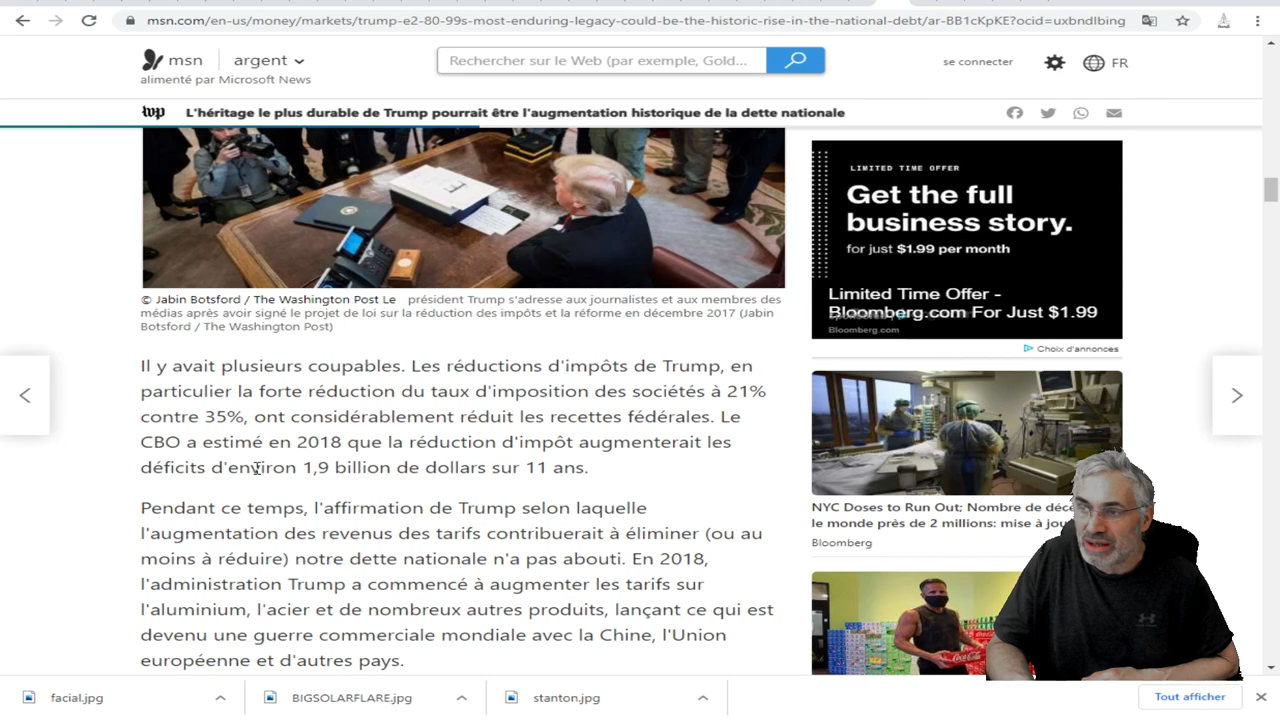 msn.com/en-us/money/markets/trump-e2-80-99s-most-enduring-legacy-could-be-the-historic-rise-in-the-national-debt/ar-BB1cKpKE?ocid=uxbndlbing
msn argent
alimenté par Microsoft News
Rechercher sur le Web (par exemple, Gold...
se connecter
FR
wp L'héritage le plus durable de Trump pourrait être l'augmentation historique de la dette nationale
© Jabin Botsford / The Washington Post Le président Trump s'adresse aux journalistes et aux membres des
médias après avoir signé le projet de loi sur la réduction des impôts et la réforme en décembre 2017 (Jabin
Botsford / The Washington Post)
Il y avait plusieurs coupables. Les réductions d'impôts de Trump, en
particulier la forte réduction du taux d'imposition des sociétés à 21%
contre 35%, ont considérablement réduit les recettes fédérales. Le
CBO a estimé en 2018 que la réduction d'impôt augmenterait les
déficits d'environ 1,9 billion de dollars sur 11 ans.
Pendant ce temps, l'affirmation de Trump selon laquelle
l'augmentation des revenus des tarifs contribuerait à éliminer (ou au
moins à réduire) notre dette nationale n'a pas abouti. En 2018,
l'administration Trump a commencé à augmenter les tarifs sur
l'aluminium, l'acier et de nombreux autres produits, lançant ce qui est
devenu une guerre commerciale mondiale avec la Chine, l'Union
européenne et d'autres pays.
LIMITED TIME OFFER
Get the full
business story.
for just $1.99 per month
Limited Time Offer -
Bloomberg.com For Just $1.99
Bloomberg.com
Choix d'annonces
NYC Doses to Run Out; Nombre de
le monde près de 2 millions: mise à
Bloomberg
facial.jpg
BIGSOLARFLARE.jpg
stanton.jpg
Tout afficher